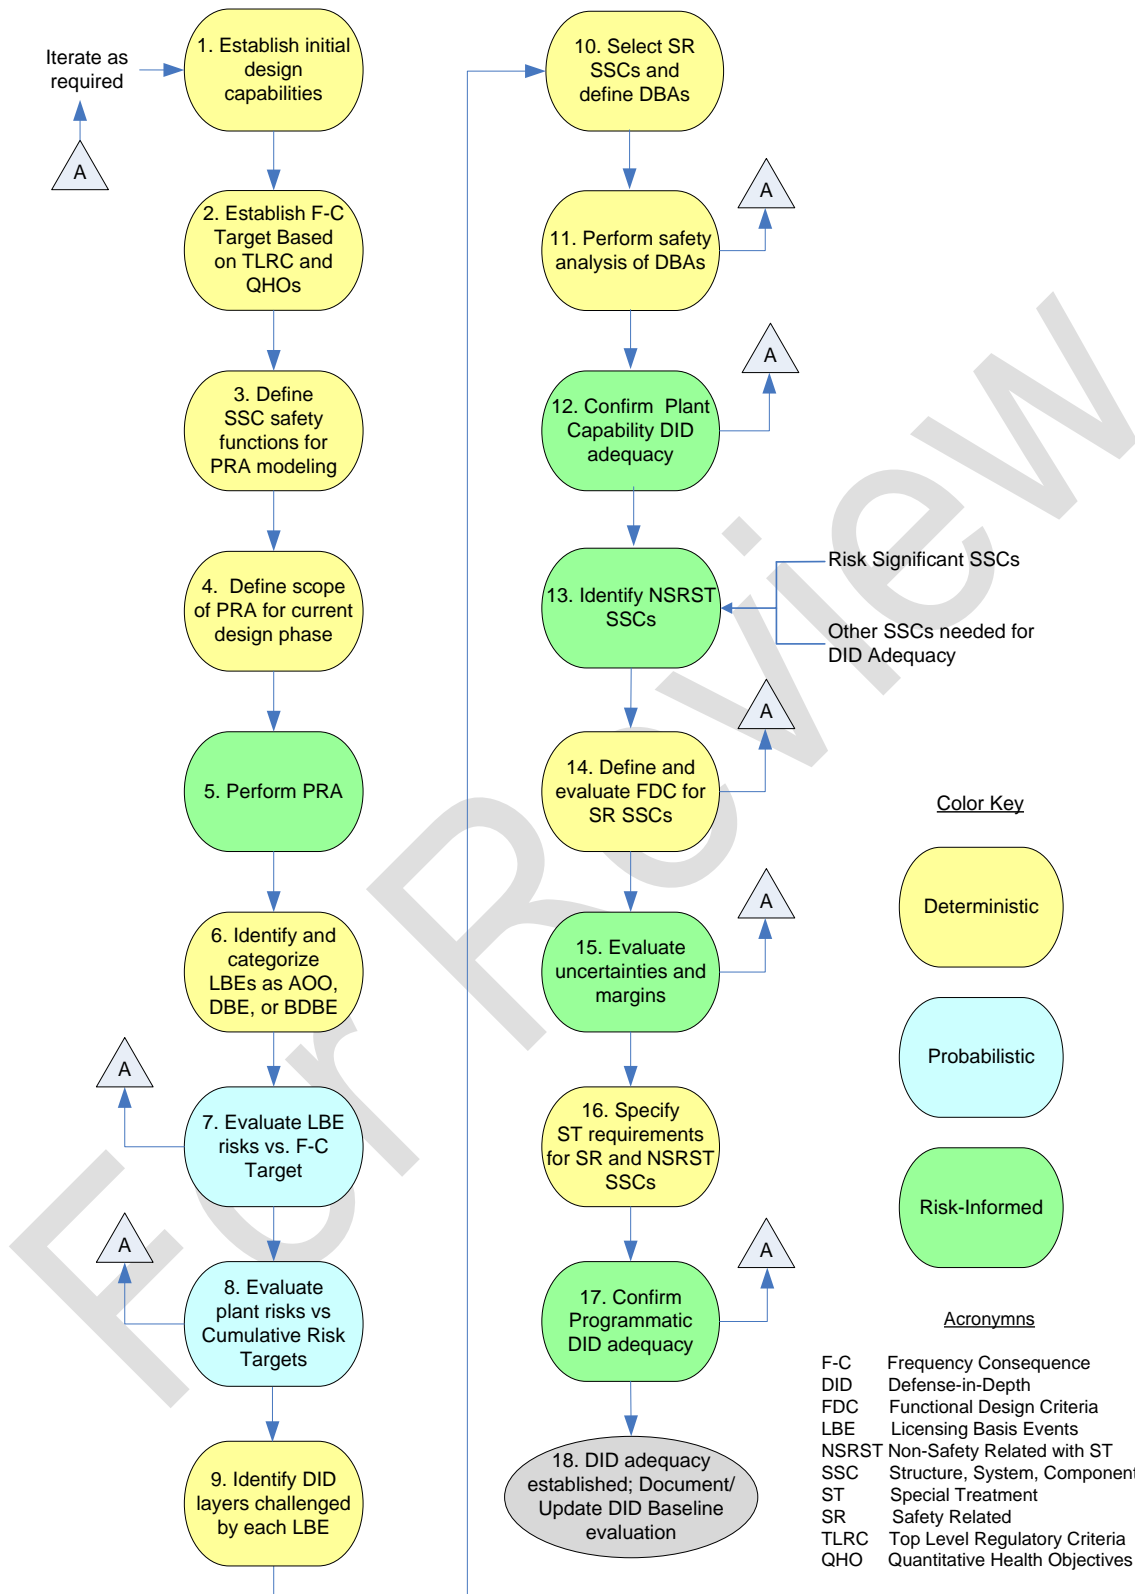 Iterate as
required
A
1. Establish initial
design
capabilities
2. Establish F-C
Target Based
on TLRC and
QHOs
3. Define
SSC safety
functions for
PRA modeling
4. Define scope
of PRA for current
design phase
5. Perform PRA
6. Identify and
categorize
LBEs as AOO,
DBE, or BDBE
A
7. Evaluate LBE
risks vs. F-C
Target
A
8. Evaluate
plant risks vs
Cumulative Risk
Targets
9. Identify DID
layers challenged
by each LBE
10. Select SR
SSCs and
define DBAs
A
11. Perform safety
analysis of DBAs
A
12. Confirm Plant
Capability DID
adequacy
13. Identify NSRST
SSCs
Risk Significant SSCs
Other SSCs needed for
DID Adequacy
A
14. Define and
evaluate FDC for
SR SSCs
A
15. Evaluate
uncertainties and
margins
16. Specify
ST requirements
for SR and NSRST
SSCs
A
17. Confirm
Programmatic
DID adequacy
18. DID adequacy
established; Document/
Update DID Baseline
evaluation
Color Key
Deterministic
Probabilistic
Risk-Informed
Acronymns
F-C Frequency Consequence
DID Defense-in-Depth
FDC Functional Design Criteria
LBE Licensing Basis Events
NSRST Non-Safety Related with ST
SSC Structure, System, Component
ST Special Treatment
SR Safety Related
TLRC Top Level Regulatory Criteria
QHO Quantitative Health Objectives
For Review